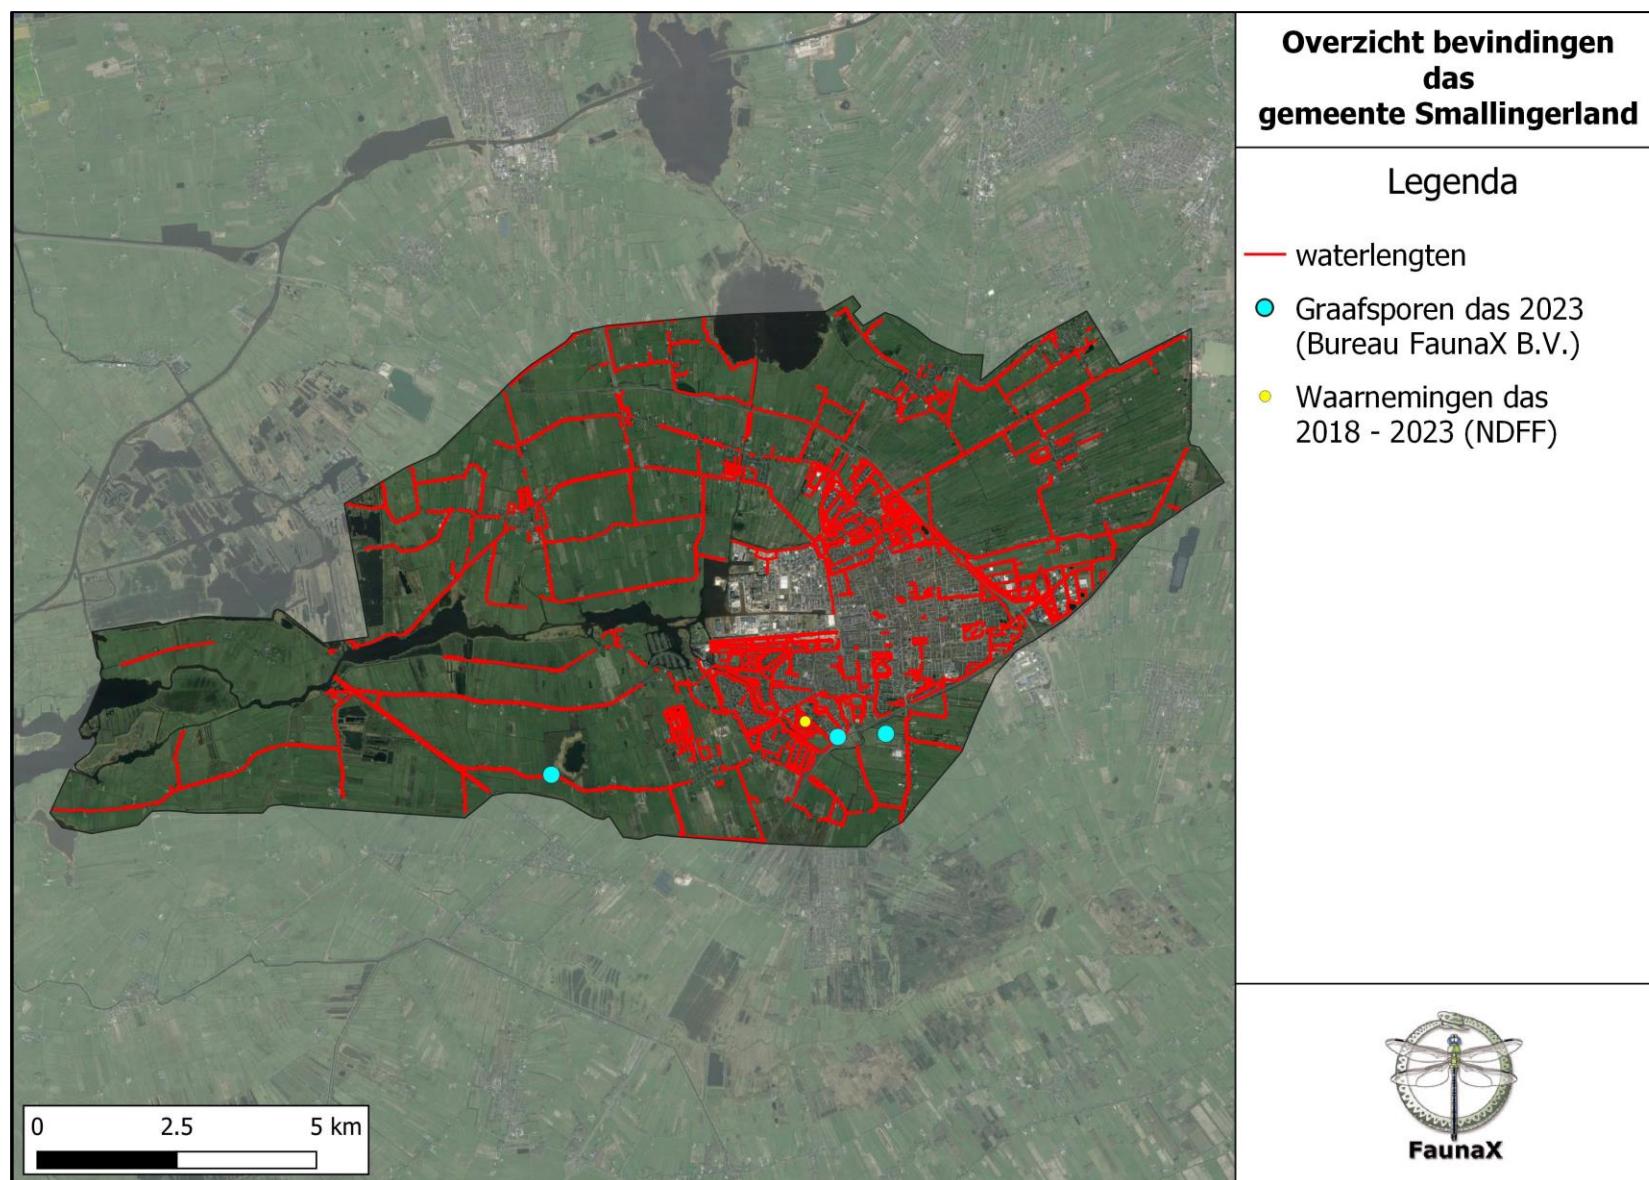 Overzicht bevindingen
das
gemeente Smallingerland
Legenda
waterlengten
Graafsporen das 2023
(Bureau FaunaX B.V.)
Waarnemingen das
2018 - 2023 (NDFF)
0 2.5 5 km
FaunaX